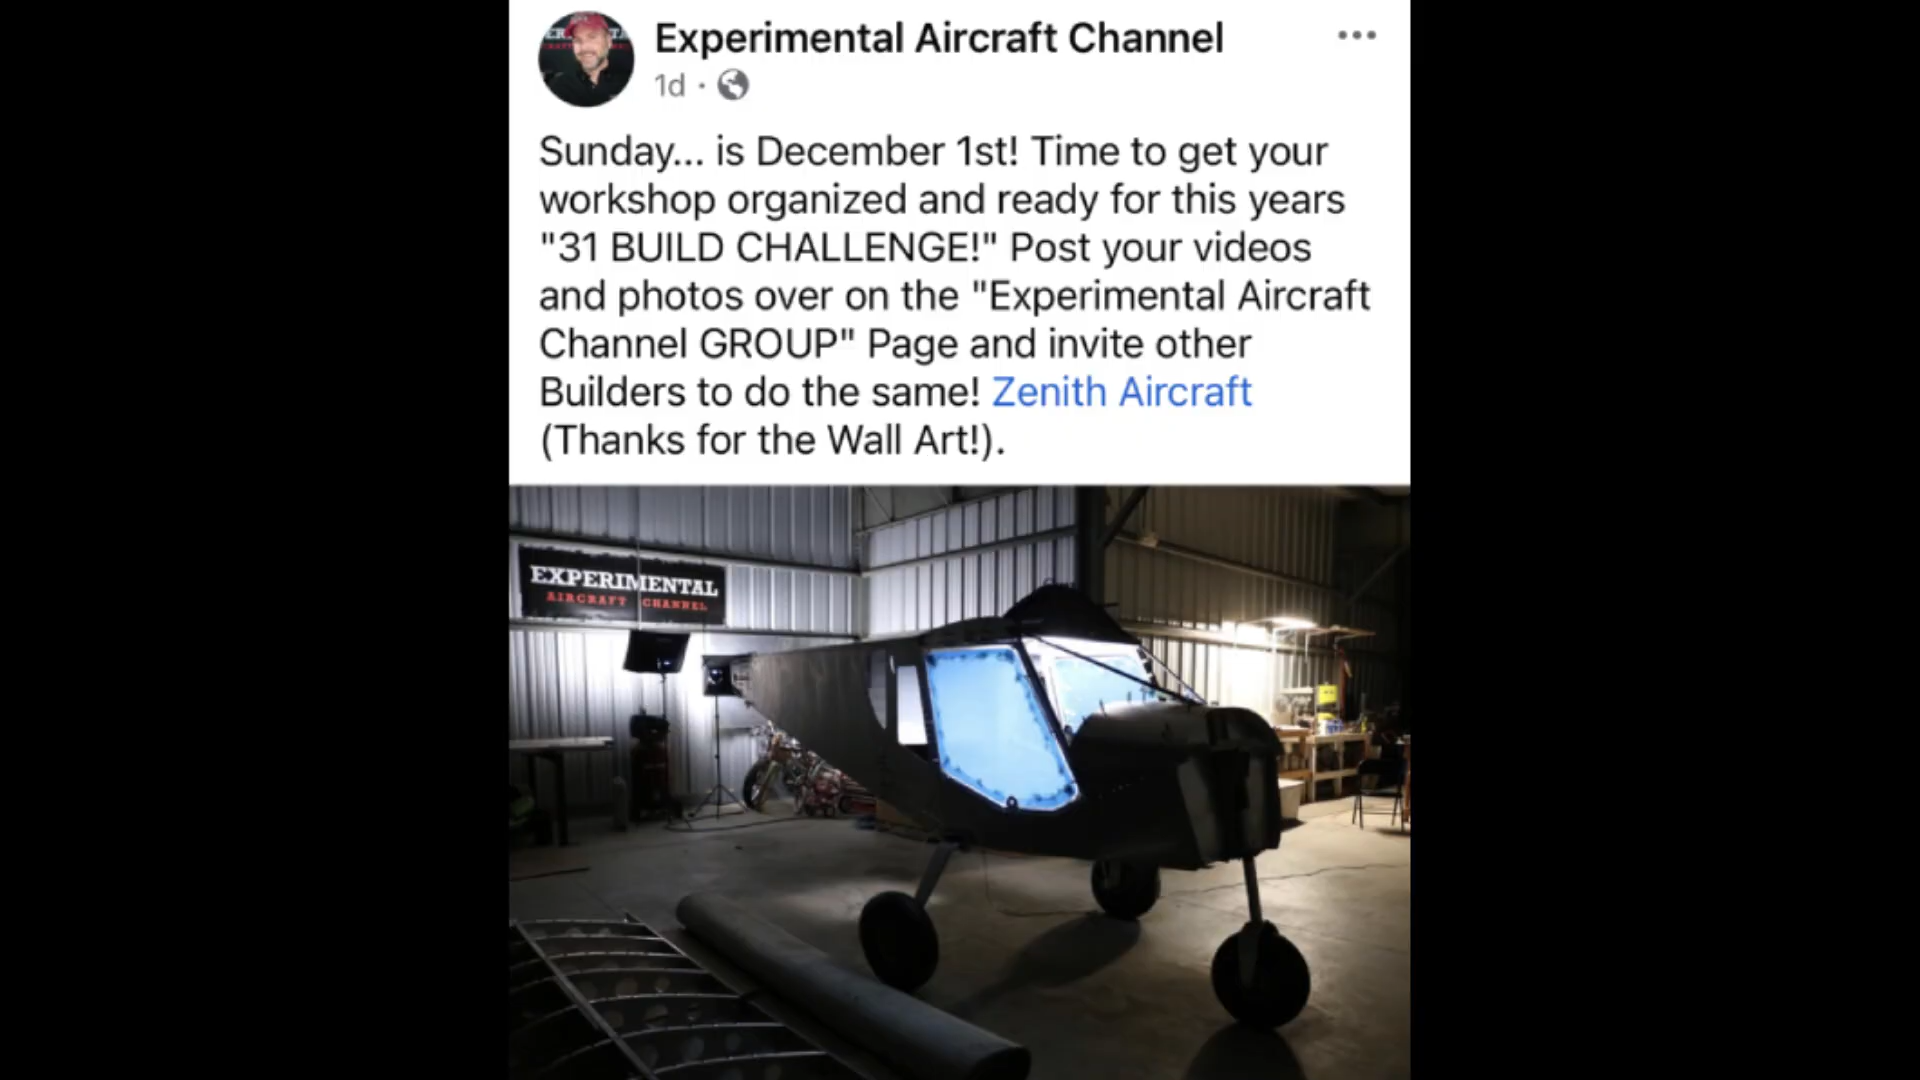 Experimental Aircraft Channel
1d ·
Sunday... is December 1st! Time to get your
workshop organized and ready for this years
"31 BUILD CHALLENGE!" Post your videos
and photos over on the "Experimental Aircraft
Channel GROUP" Page and invite other
Builders to do the same! Zenith Aircraft
(Thanks for the Wall Art!).
EXPERIMENTAL
AIRCRAFT CHANNEL